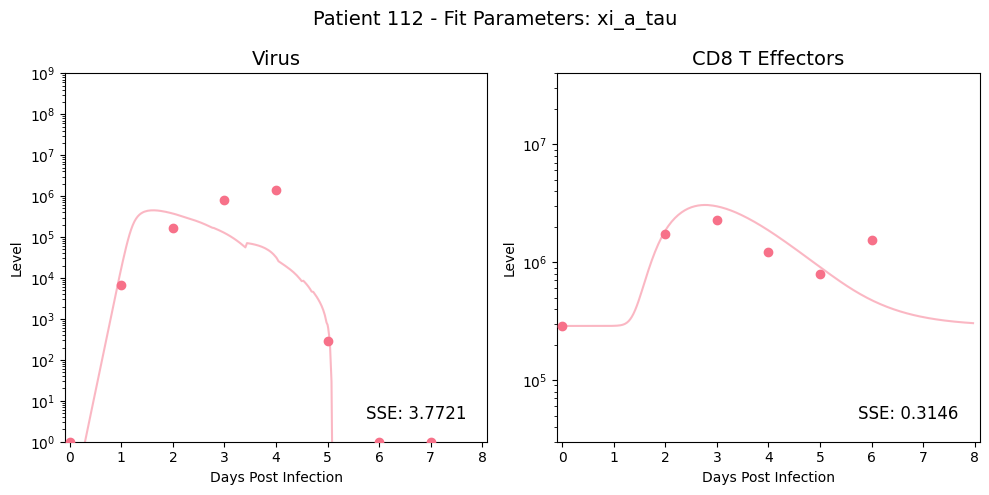 Patient 112 - Fit Parameters: xi_a_tau
Virus
CD8 T Effectors
Level
10^9
10^8
10^7
10^6
10^5
10^4
10^3
10^2
10^1
10^0
SSE: 3.7721
0 1 2 3 4 5 6 7 8
Days Post Infection
Level
10^7
10^6
10^5
SSE: 0.3146
0 1 2 3 4 5 6 7 8
Days Post Infection